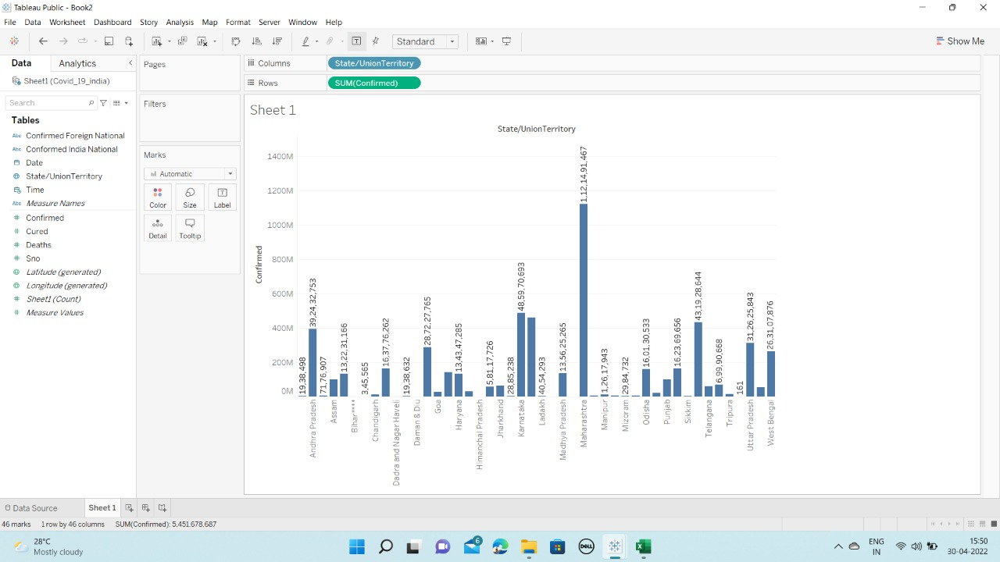 Tableau Public - Book2
File Data Worksheet Dashboard Story Analysis Map Format Server Window Help
Standard
Show Me
Data Analytics
Sheet1 (Covid_19_india)
Search
Tables
Abc Confirmed Foreign National
Abc Conformed India National
Date
State/UnionTerritory
Time
Abc Measure Names
# Confirmed
# Cured
# Deaths
# Sno
Latitude (generated)
Longitude (generated)
# Sheet1 (Count)
# Measure Values
Pages
Filters
Marks
Automatic
Color Size Label
Detail Tooltip
Columns State/UnionTerritory
Rows SUM(Confirmed)
Sheet 1
State/UnionTerritory
Confirmed
1400M
1200M
1000M
800M
600M
400M
200M
0M
19,38,498
39,24,32,753
71,76,907
13,22,31,166
3,45,565
16,37,76,262
19,38,632
28,72,27,765
13,43,47,285
5,81,17,726
28,85,238
48,59,70,693
40,54,293
13,56,25,265
1,12,14,91,467
1,26,17,943
29,84,732
16,01,30,533
16,23,69,656
43,19,28,644
6,99,90,668
161
31,26,25,843
26,31,07,876
Andhra Pradesh
Assam
Bihar****
Chandigarh
Dadra and Nagar Haveli
Daman & Diu
Goa
Haryana
Himanchal Pradesh
Jharkhand
Karnataka
Ladakh
Madhya Pradesh
Maharashtra
Manipur
Mizoram
Odisha
Punjab
Sikkim
Telangana
Tripura
Uttar Pradesh
West Bengal
Data Source Sheet 1
46 marks 1 row by 46 columns SUM(Confirmed): 5,451,678,687
28°C
Mostly cloudy
6
DELL
ENG
IN
15:50
30-04-2022